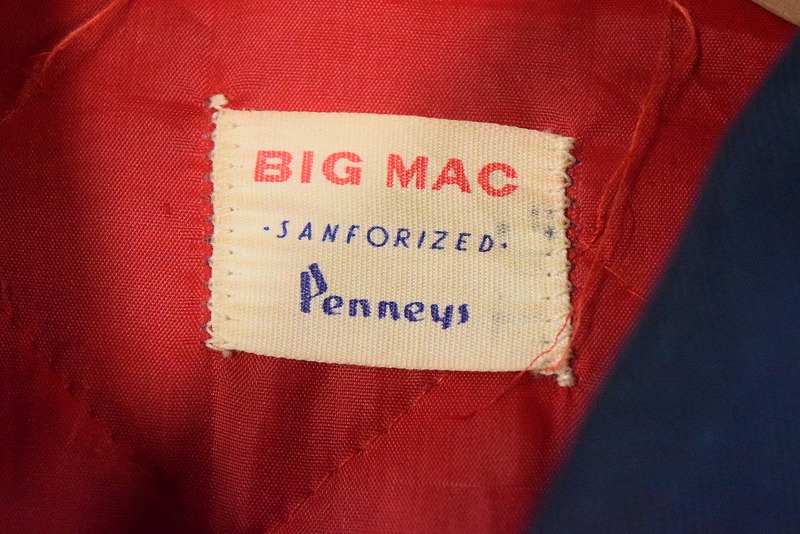 BIG MAC
·SANFORIZED·
Penneys